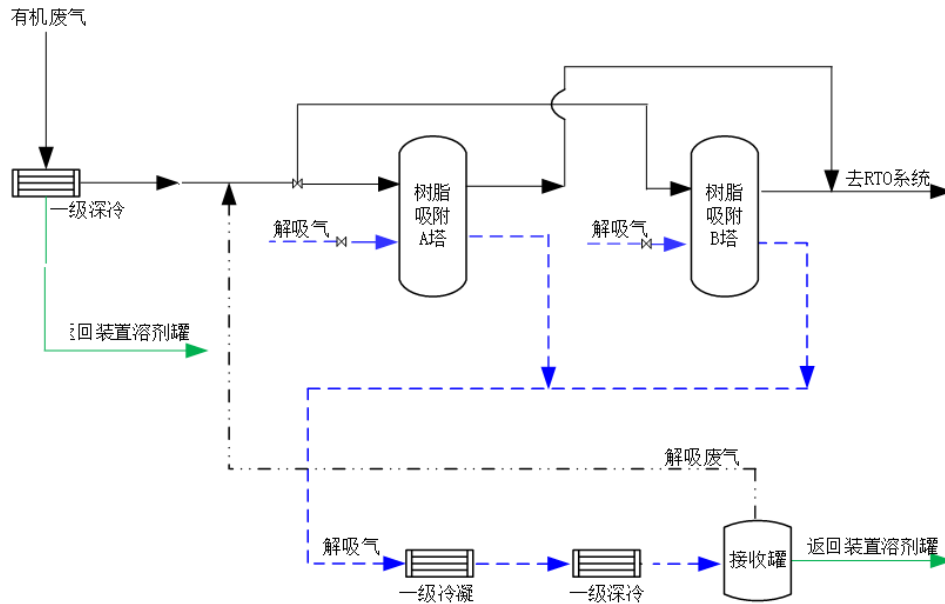 有机废气
一级深冷
返回装置溶剂罐
解吸气
树脂
吸附
A塔
解吸气
树脂
吸附
B塔
去RTO系统
解吸废气
解吸气
一级冷凝
一级深冷
接收罐
返回装置溶剂罐